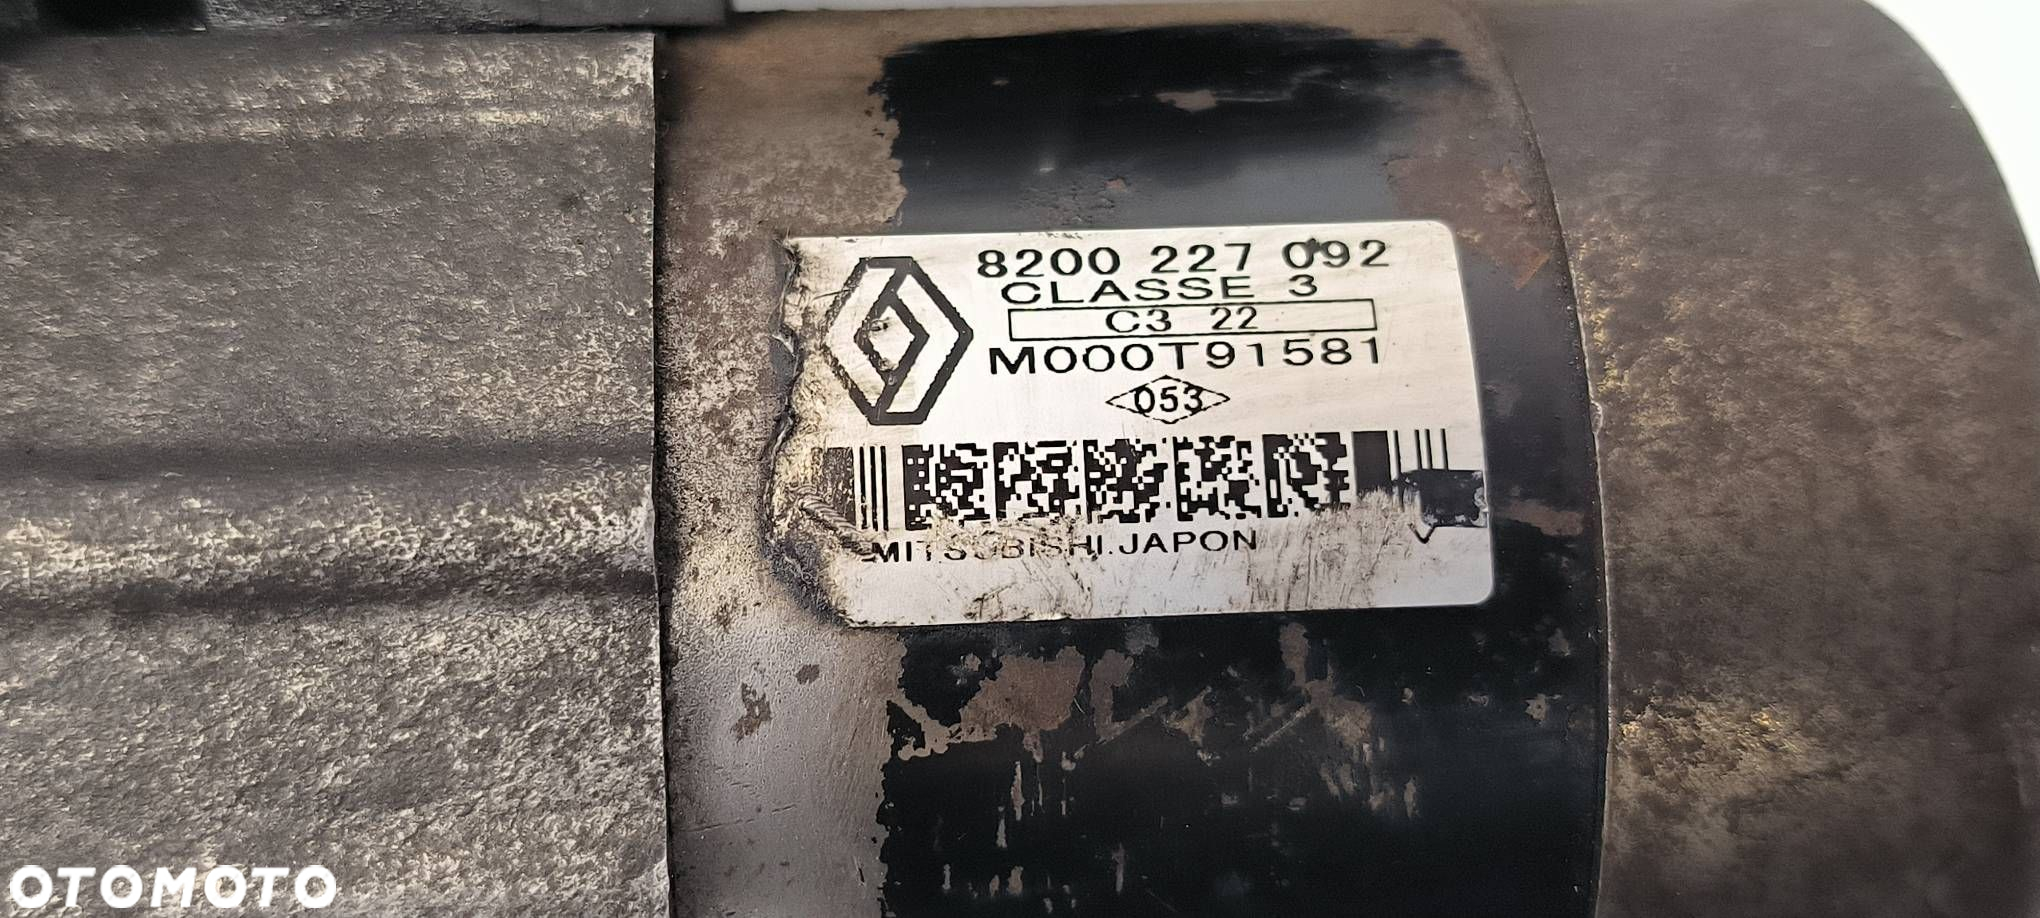 8200 227 092
CLASSE 3
C3 22
M000T91581
053
MITSUBISHI.JAPON
OTOMOTO